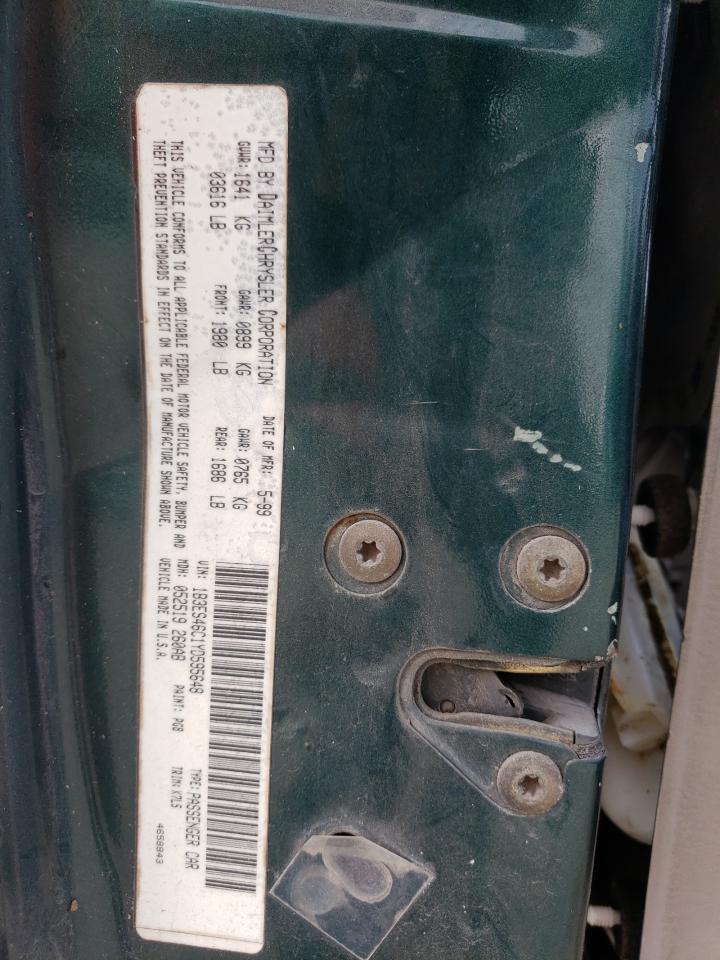 MFD BY DAIMLERCHRYSLER CORPORATION DATE OF MFR: 5-99
GVWR: 1641 KG GAWR: 0899 KG GAWR: 0765 KG
03616 LB FRONT: 1980 LB REAR: 1686 LB
THIS VEHICLE CONFORMS TO ALL APPLICABLE FEDERAL MOTOR VEHICLE SAFETY, BUMPER AND
THEFT PREVENTION STANDARDS IN EFFECT ON THE DATE OF MANUFACTURE SHOWN ABOVE.
VIN: 1B3ES46C1YD595648 TYPE: PASSENGER CAR
MDH: 052519 260AB PAINT: PG8 TRIM: K7L5
VEHICLE MADE IN U.S.A. 4658943